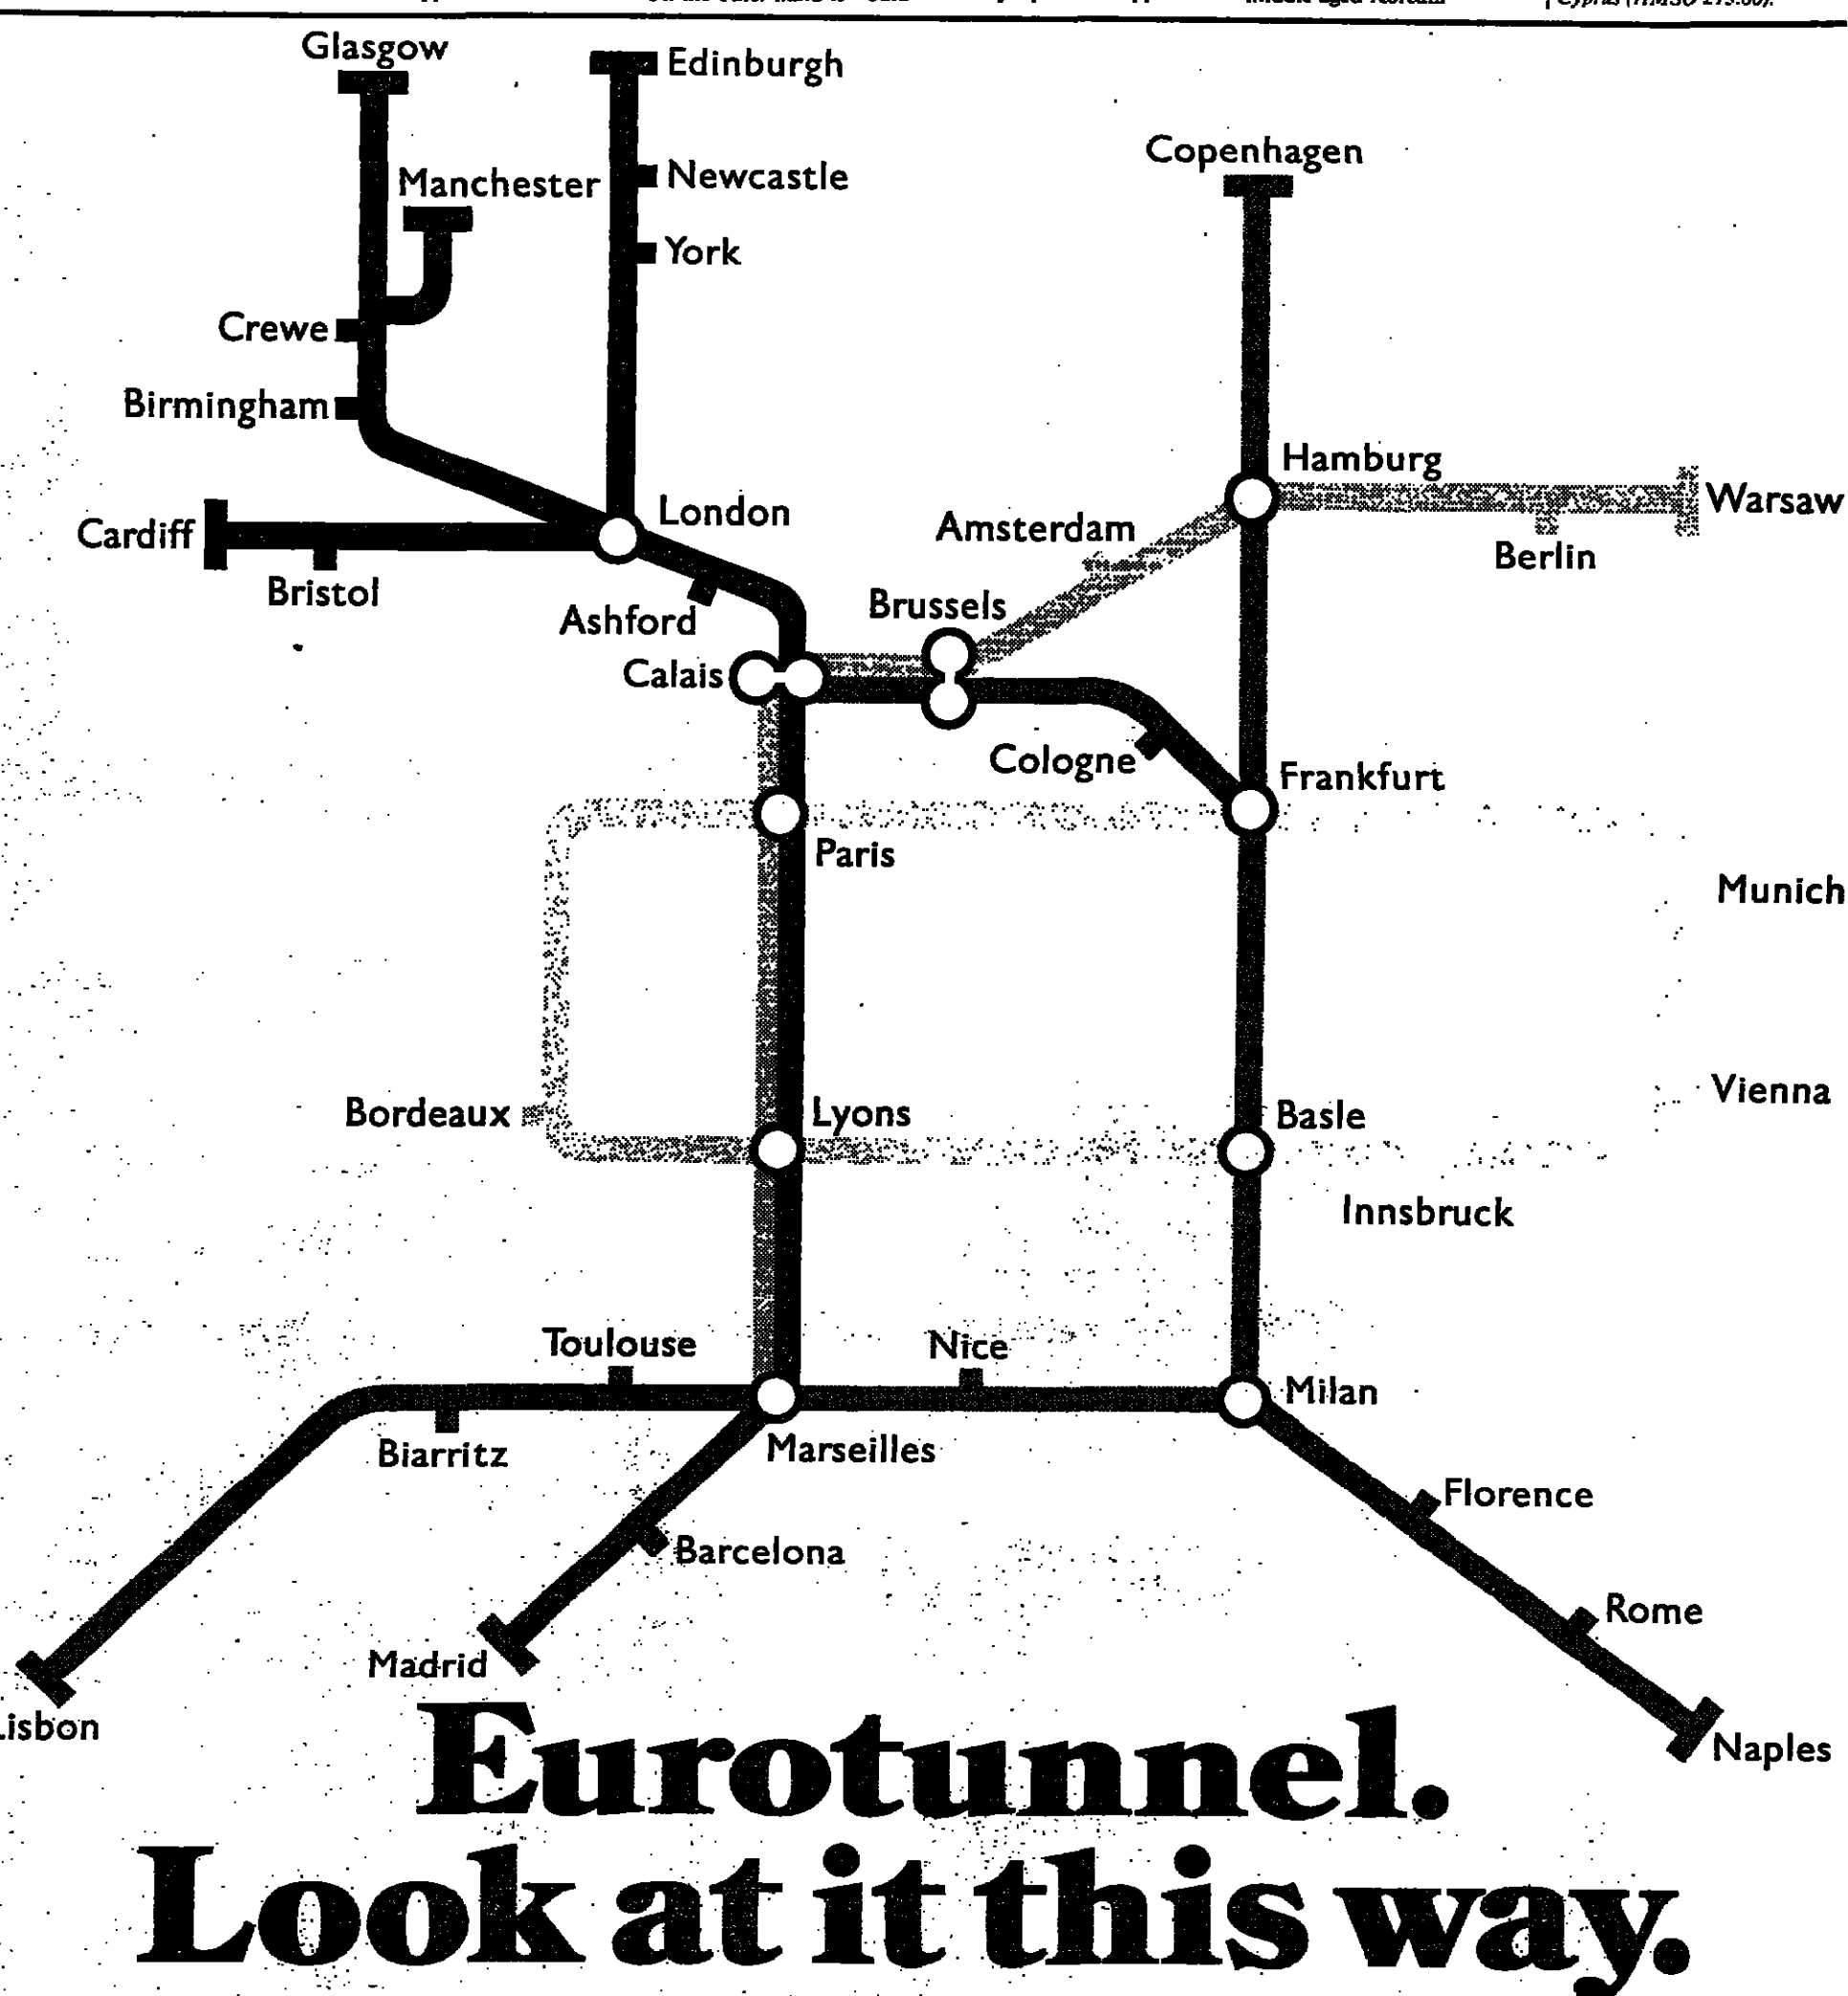 Glasgow
Edinburgh
Copenhagen
Manchester
Newcastle
York
Crewe
Birmingham
Hamburg
Warsaw
London
Amsterdam
Cardiff
Berlin
Bristol
Brussels
Ashford
Calais
Cologne
Frankfurt
Paris
Munich
Vienna
Bordeaux
Lyons
Basle
Innsbruck
Toulouse
Nice
Milan
Biarritz
Marseilles
Florence
Barcelona
Rome
Madrid
isbon
Naples
Eurotunnel.
Look at it this way.